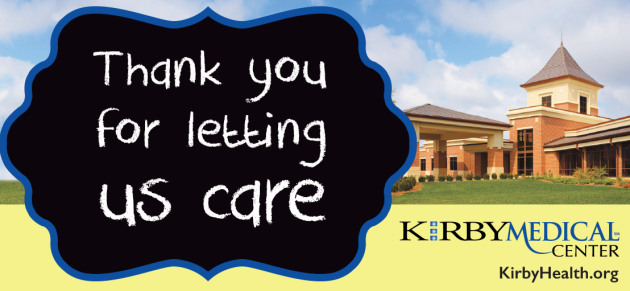 Thank you
for letting
us care
KIRBYMEDICAL
CENTER
KirbyHealth.org